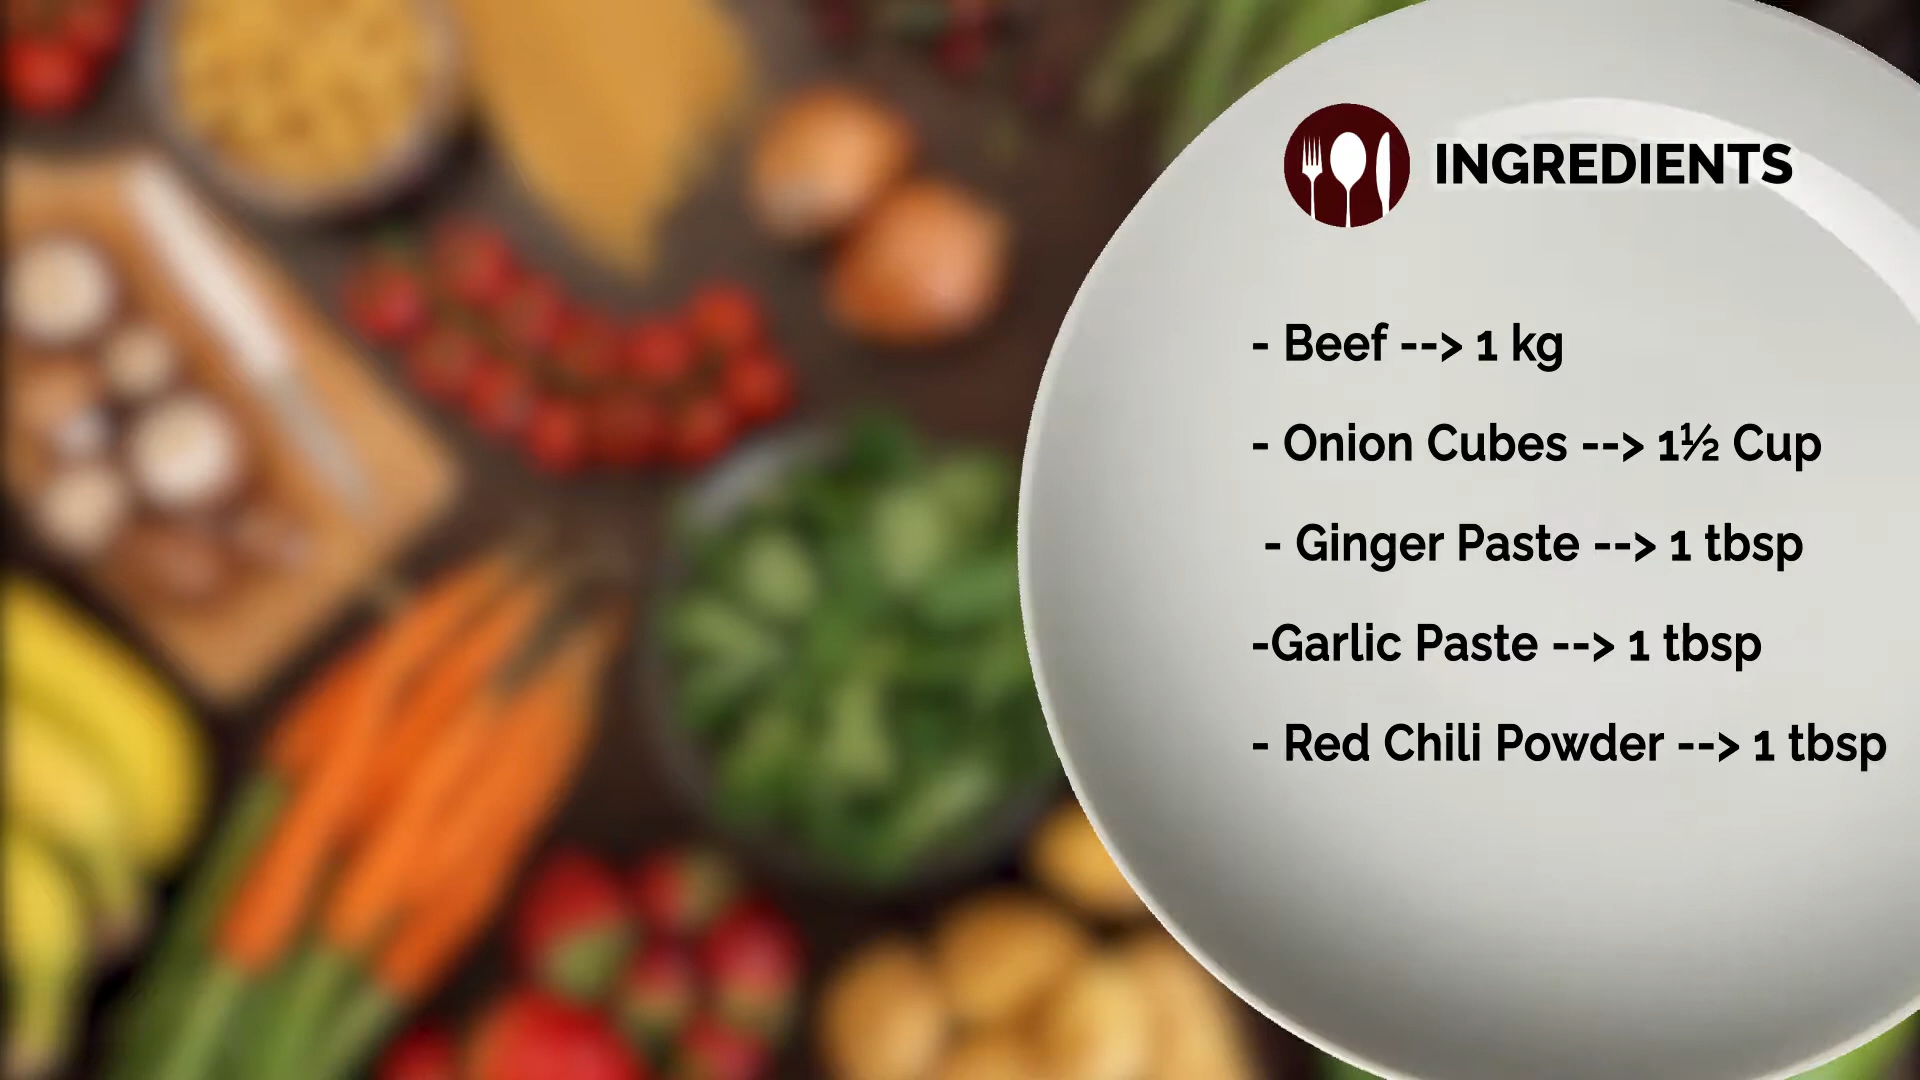 INGREDIENTS
- Beef --> 1 kg
- Onion Cubes --> 1½ Cup
- Ginger Paste --> 1 tbsp
-Garlic Paste --> 1 tbsp
- Red Chili Powder --> 1 tbsp